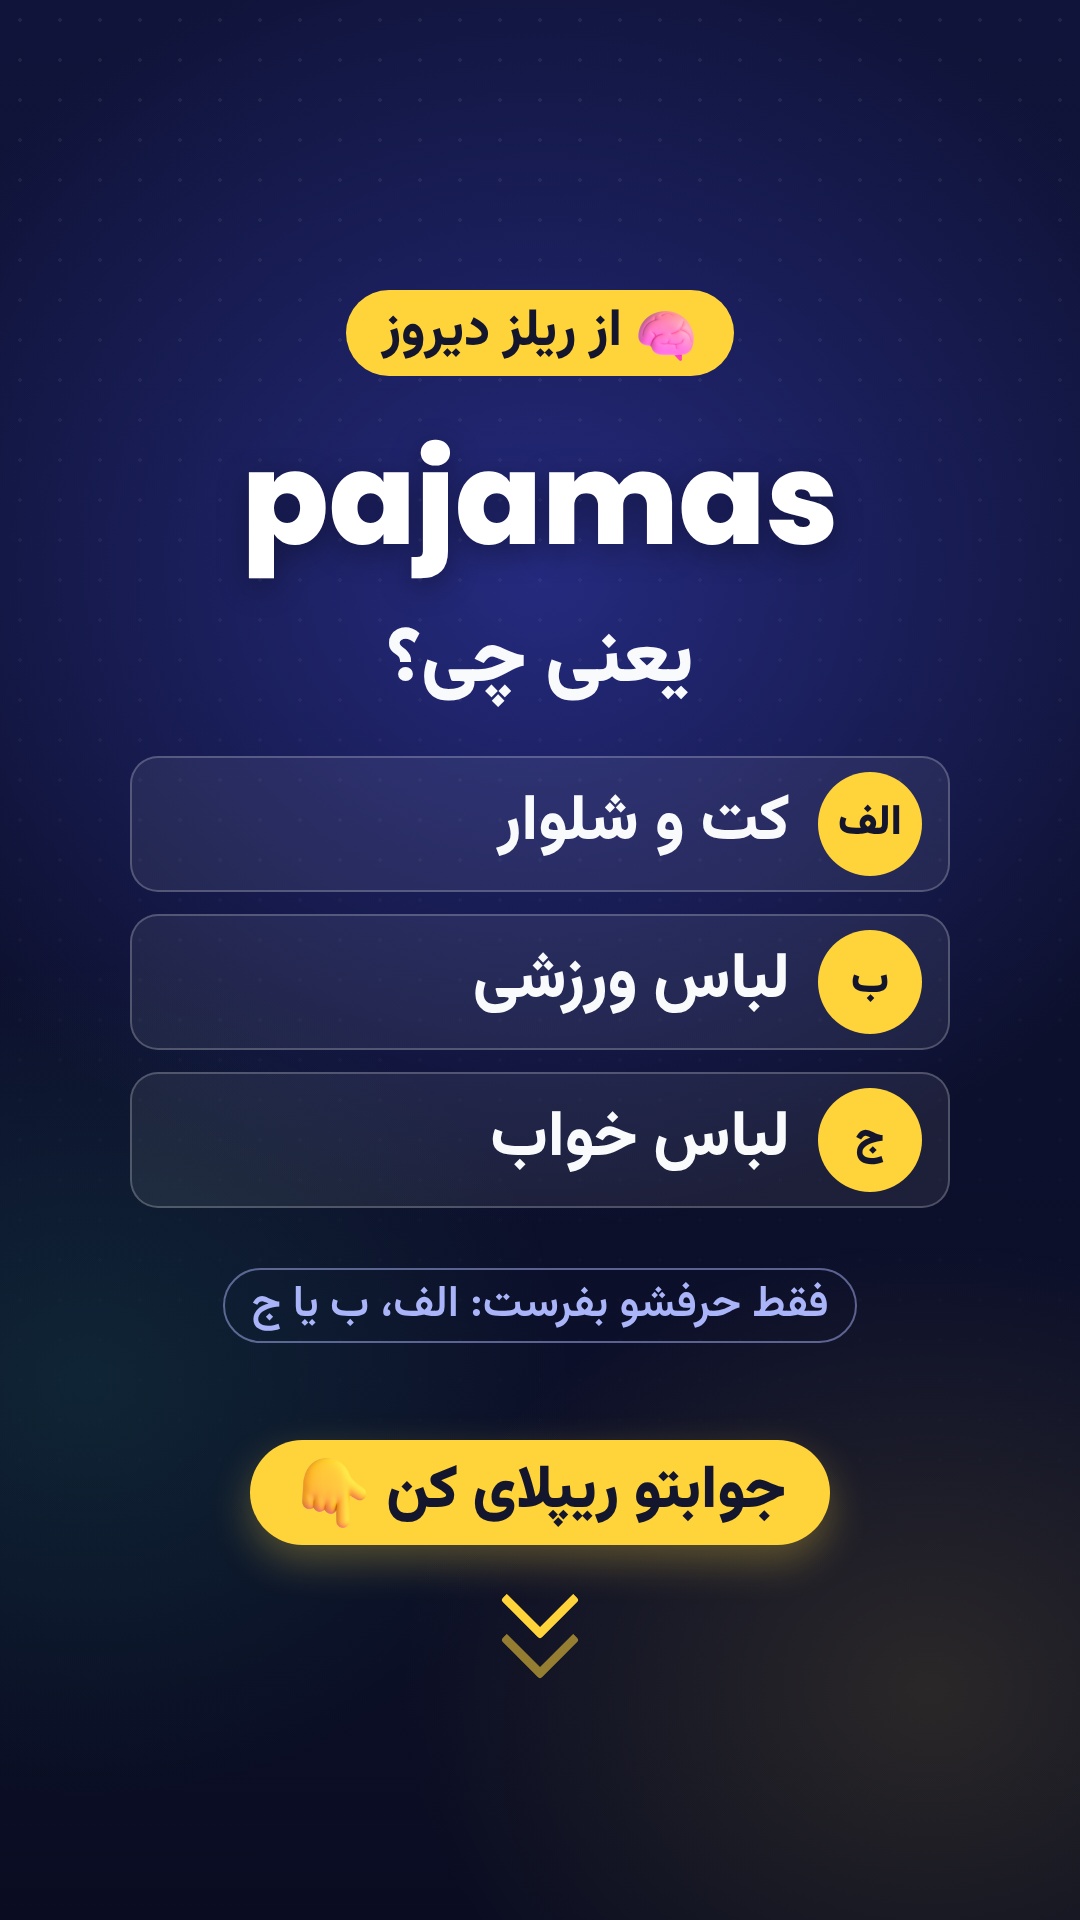 🧠 از ریلز دیروز
pajamas
یعنی چی؟
الف کت و شلوار
ب لباس ورزشی
ج لباس خواب
فقط حرفشو بفرست: الف، ب یا ج
جوابتو ریپلای کن 👇